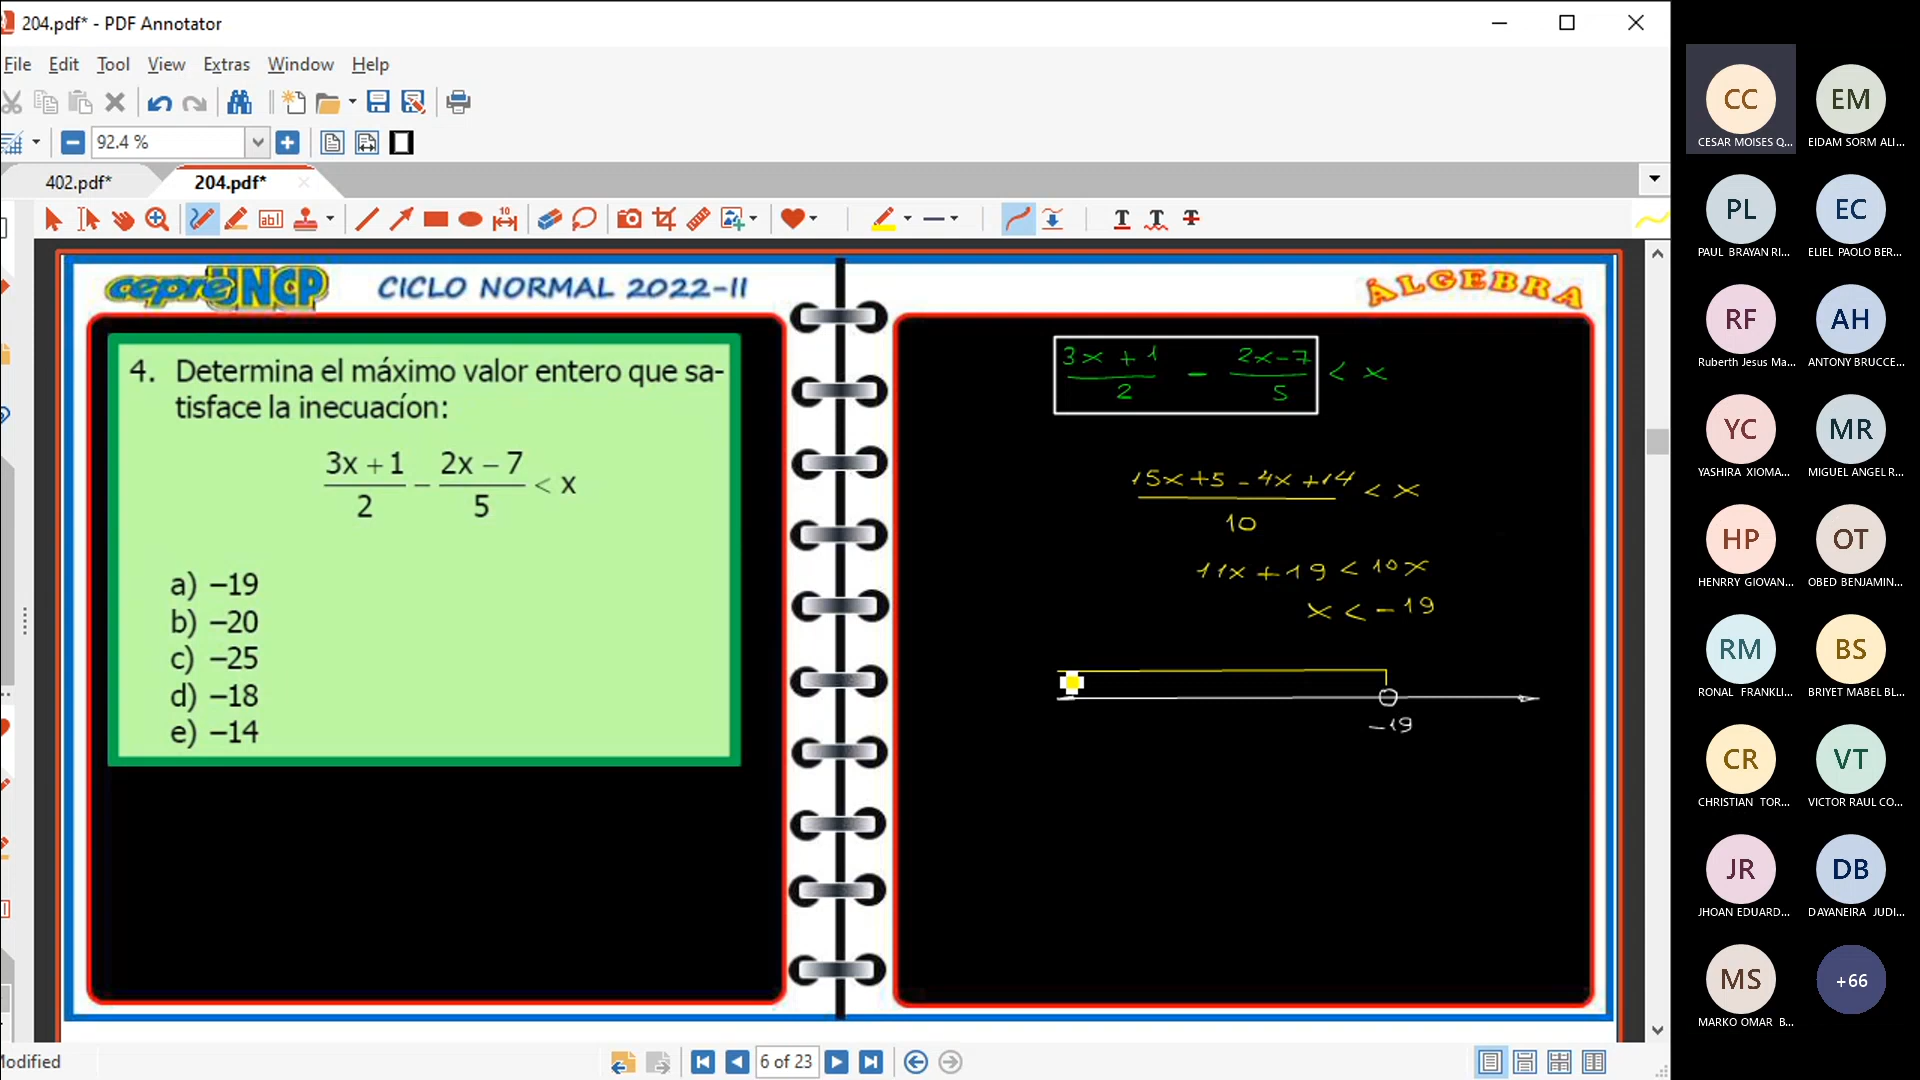 204.pdf* - PDF Annotator
File Edit Tool View Extras Window Help
92.4 %
402.pdf* 204.pdf*
cepreUNCP CICLO NORMAL 2022-II ÁLGEBRA
4. Determina el máximo valor entero que sa-
tisface la inecuacíon:
3x + 1 2x – 7
– < x
2 5
a) –19
b) –20
c) –25
d) –18
e) –14
3x + 1 2x-7
- < x
2 5
15x+5 - 4x +14
< x
10
11x + 19 < 10x
x < -19
-19
Modified
6 of 23
CC
CESAR MOISES Q...
EM
EIDAM SORM ALI...
PL
PAUL BRAYAN RI...
EC
ELIEL PAOLO BER...
RF
Ruberth Jesus Ma...
AH
ANTONY BRUCCE...
YC
YASHIRA XIOMA...
MR
MIGUEL ANGEL R...
HP
HENRRY GIOVAN...
OT
OBED BENJAMIN...
RM
RONAL FRANKLI...
BS
BRIYET MABEL BL...
CR
CHRISTIAN TOR...
VT
VICTOR RAUL CO...
JR
JHOAN EDUARD...
DB
DAYANEIRA JUDI...
MS
MARKO OMAR B...
+66